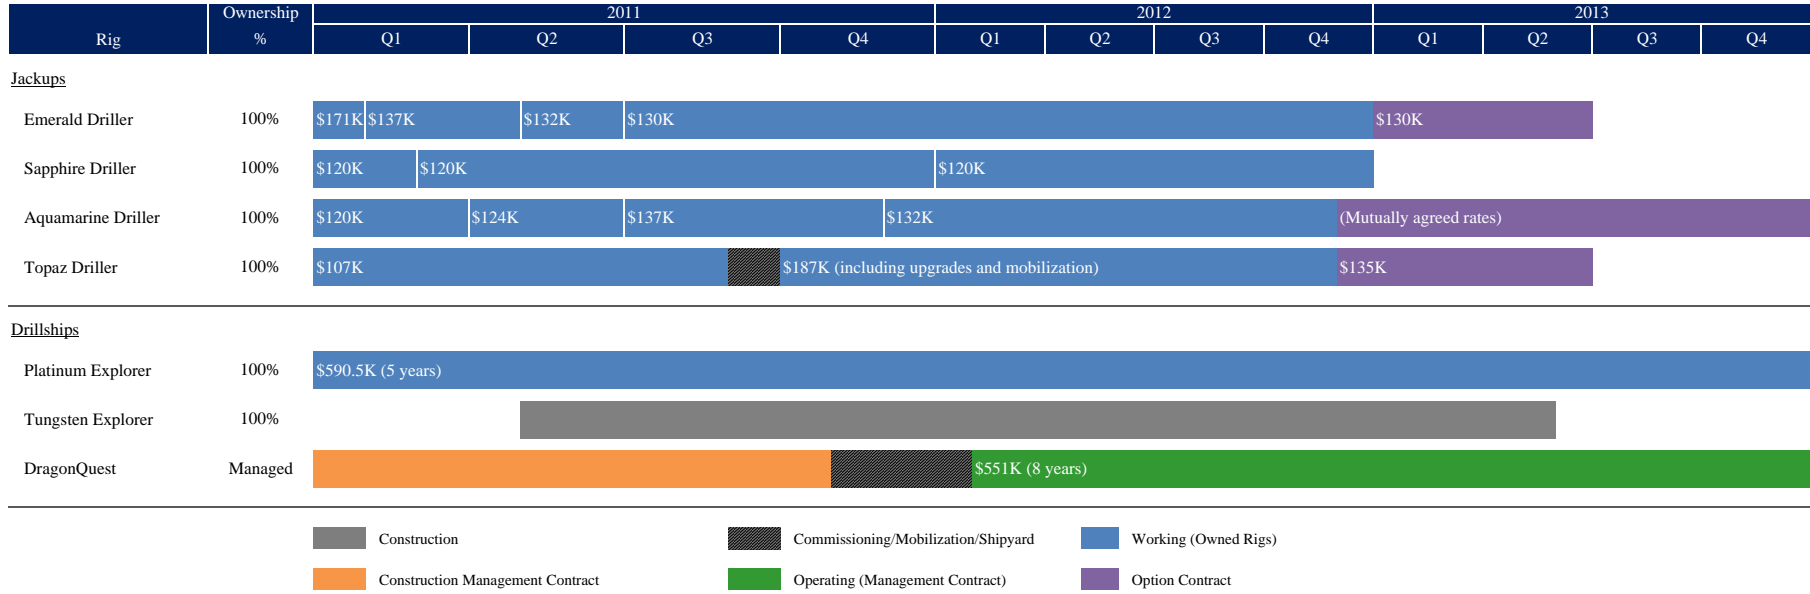 Ownership 2011 2012 2013
Rig % Q1 Q2 Q3 Q4 Q1 Q2 Q3 Q4 Q1 Q2 Q3 Q4
Jackups
Emerald Driller 100% $171K $137K $132K $130K $130K
Sapphire Driller 100% $120K $120K $120K
Aquamarine Driller 100% $120K $124K $137K $132K (Mutually agreed rates)
Topaz Driller 100% $107K $187K (including upgrades and mobilization) $135K
Drillships
Platinum Explorer 100% $590.5K (5 years)
Tungsten Explorer 100%
DragonQuest Managed $551K (8 years)
Construction Commissioning/Mobilization/Shipyard Working (Owned Rigs)
Construction Management Contract Operating (Management Contract) Option Contract